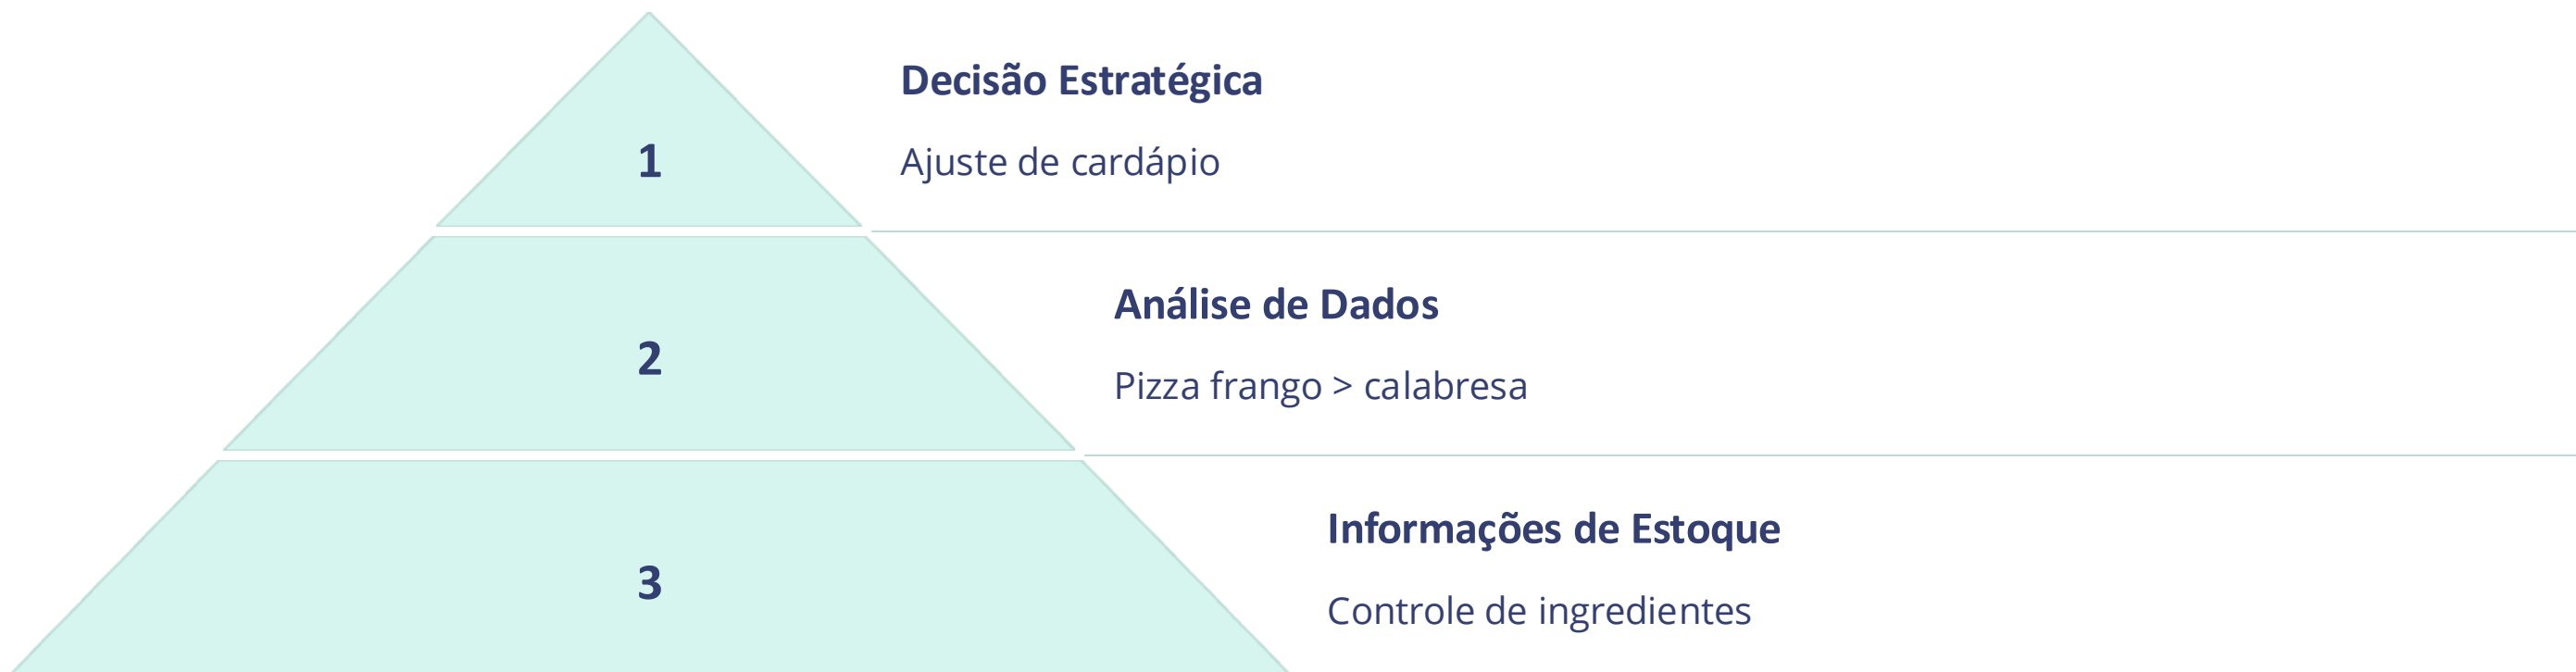 1
Decisão Estratégica
Ajuste de cardápio
2
Análise de Dados
Pizza frango > calabresa
3
Informações de Estoque
Controle de ingredientes